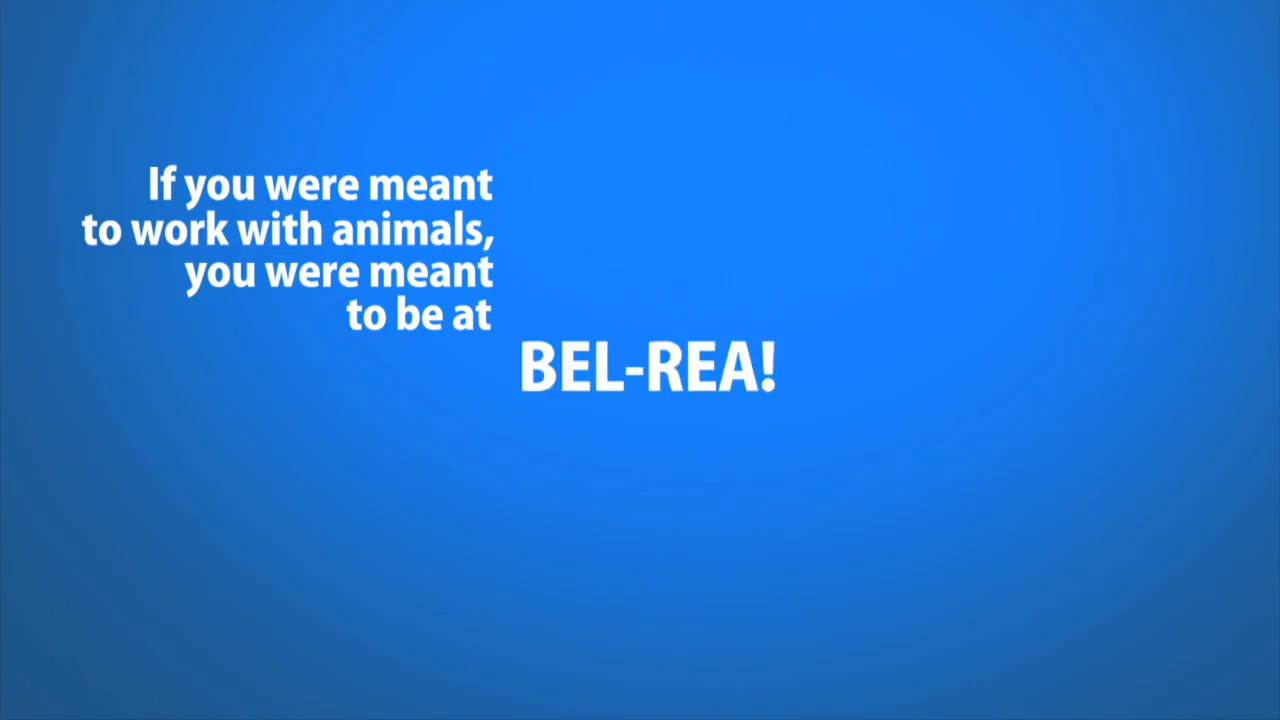 If you were meant
to work with animals,
you were meant
to be at
BEL-REA!